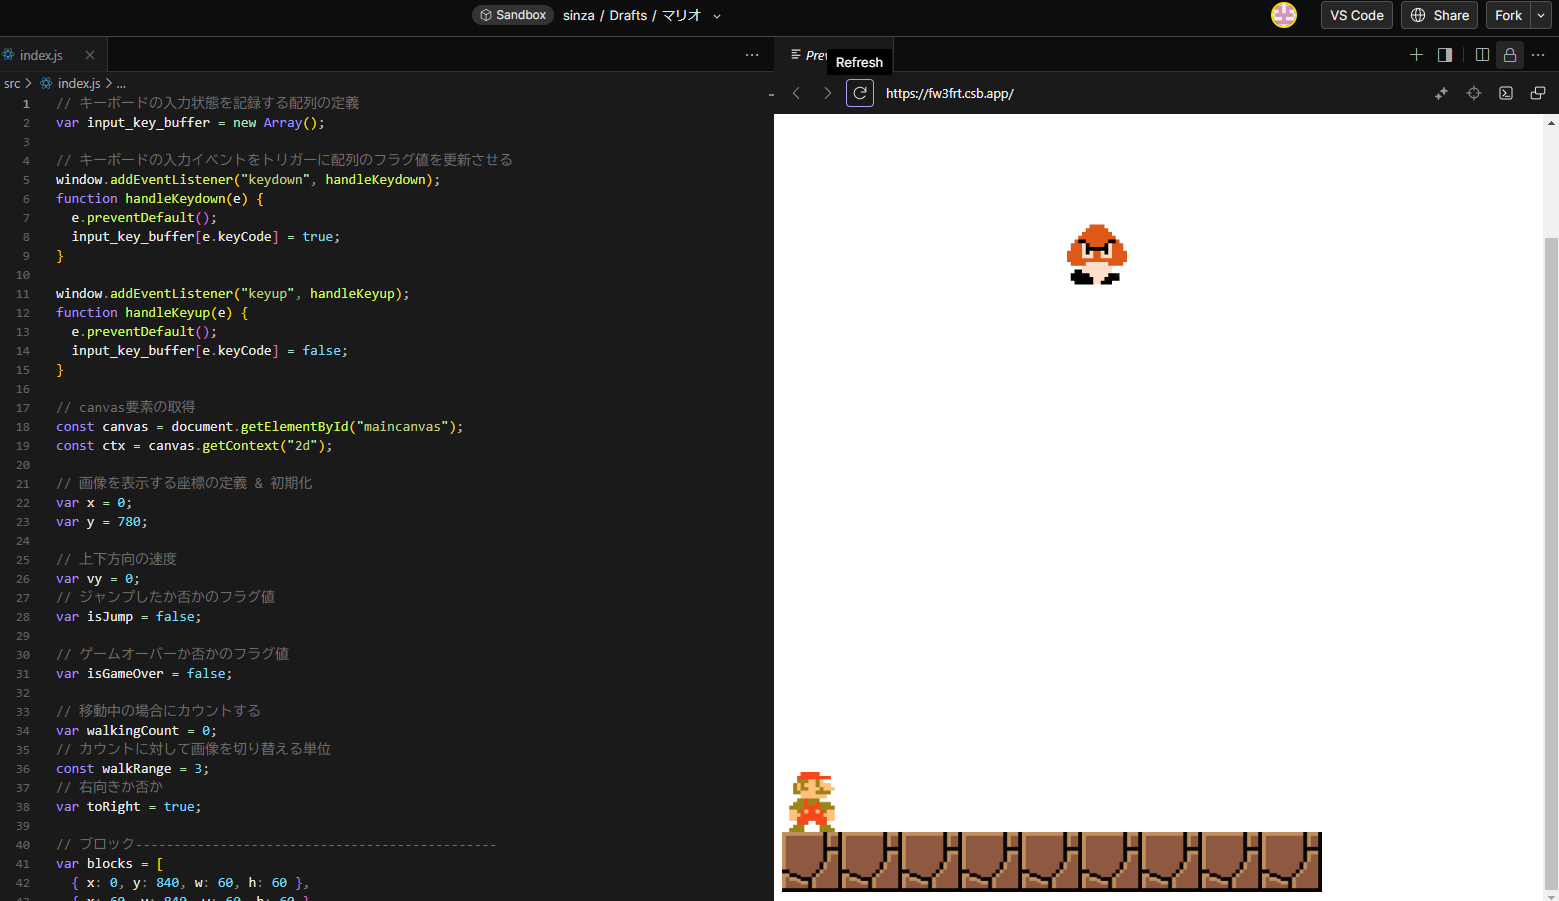 Sandbox sinza / Drafts / マリオ
VS Code Share Fork
index.js
Refresh
src > index.js > ...
https://fw3frt.csb.app/
1 // キーボードの入力状態を記録する配列の定義
2 var input_key_buffer = new Array();
3
4 // キーボードの入力イベントをトリガーに配列のフラグ値を更新させる
5 window.addEventListener("keydown", handleKeydown);
6 function handleKeydown(e) {
7 e.preventDefault();
8 input_key_buffer[e.keyCode] = true;
9 }
10
11 window.addEventListener("keyup", handleKeyup);
12 function handleKeyup(e) {
13 e.preventDefault();
14 input_key_buffer[e.keyCode] = false;
15 }
16
17 // canvas要素の取得
18 const canvas = document.getElementById("maincanvas");
19 const ctx = canvas.getContext("2d");
20
21 // 画像を表示する座標の定義 & 初期化
22 var x = 0;
23 var y = 780;
24
25 // 上下方向の速度
26 var vy = 0;
27 // ジャンプしたか否かのフラグ値
28 var isJump = false;
29
30 // ゲームオーバーか否かのフラグ値
31 var isGameOver = false;
32
33 // 移動中の場合にカウントする
34 var walkingCount = 0;
35 // カウントに対して画像を切り替える単位
36 const walkRange = 3;
37 // 右向きか否か
38 var toRight = true;
39
40 // ブロック-----------------------------------------------
41 var blocks = [
42 { x: 0, y: 840, w: 60, h: 60 },